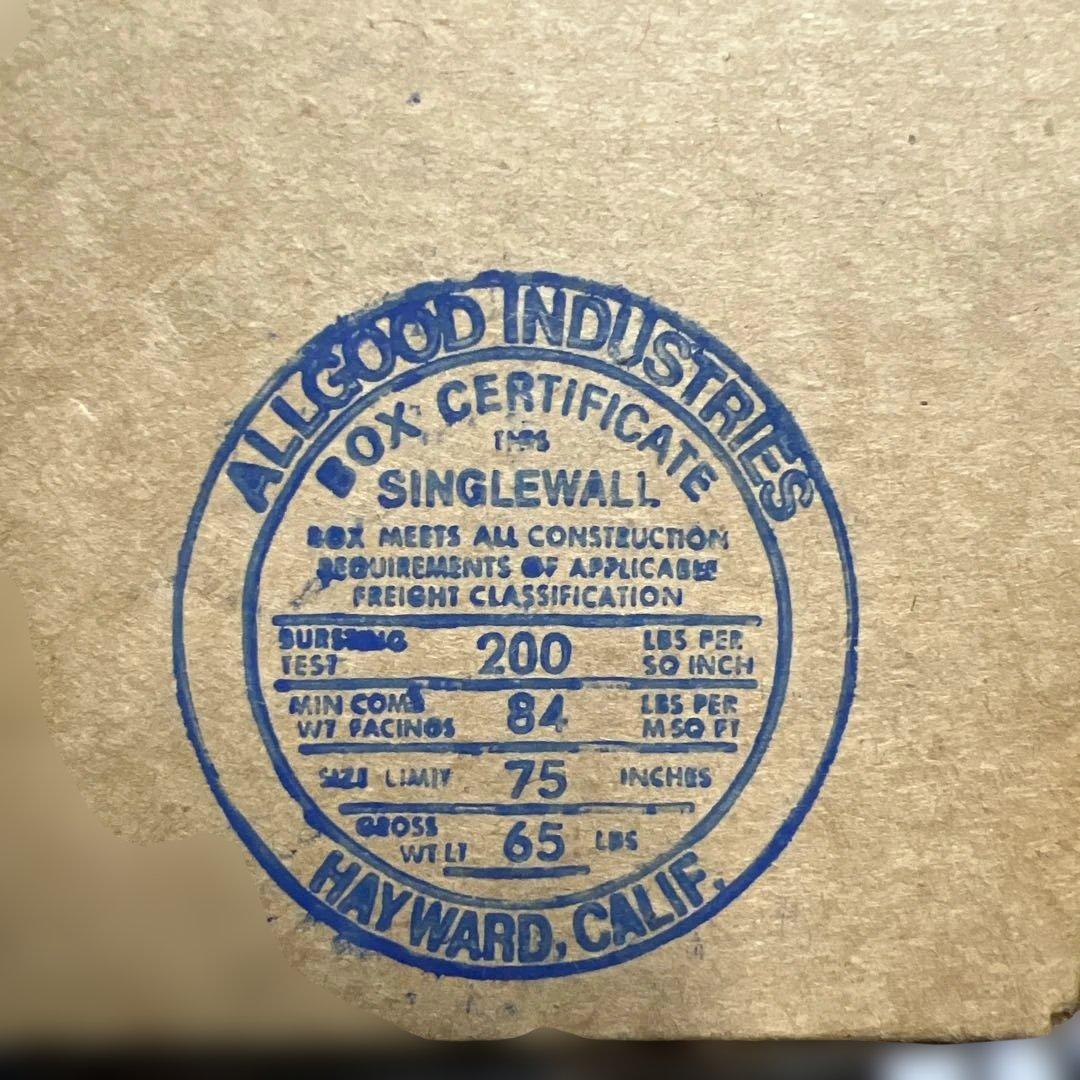 ALLGOOD INDUSTRIES
BOX CERTIFICATE
THIS
SINGLEWALL
BOX MEETS ALL CONSTRUCTION
REQUIREMENTS OF APPLICABLE
FREIGHT CLASSIFICATION
BURSTING TEST 200 LBS PER SQ INCH
MIN COMB WT FACINGS 84 LBS PER M SQ FT
SIZE LIMIT 75 INCHES
GROSS WT LT 65 LBS
HAYWARD, CALIF.